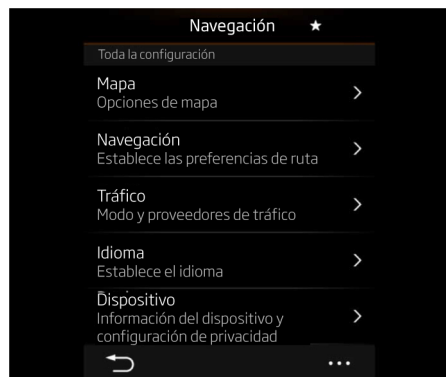 Navegación
Toda la configuración
Mapa
Opciones de mapa
Navegación
Establece las preferencias de ruta
Tráfico
Modo y proveedores de tráfico
Idioma
Establece el idioma
Dispositivo
Información del dispositivo y
configuración de privacidad